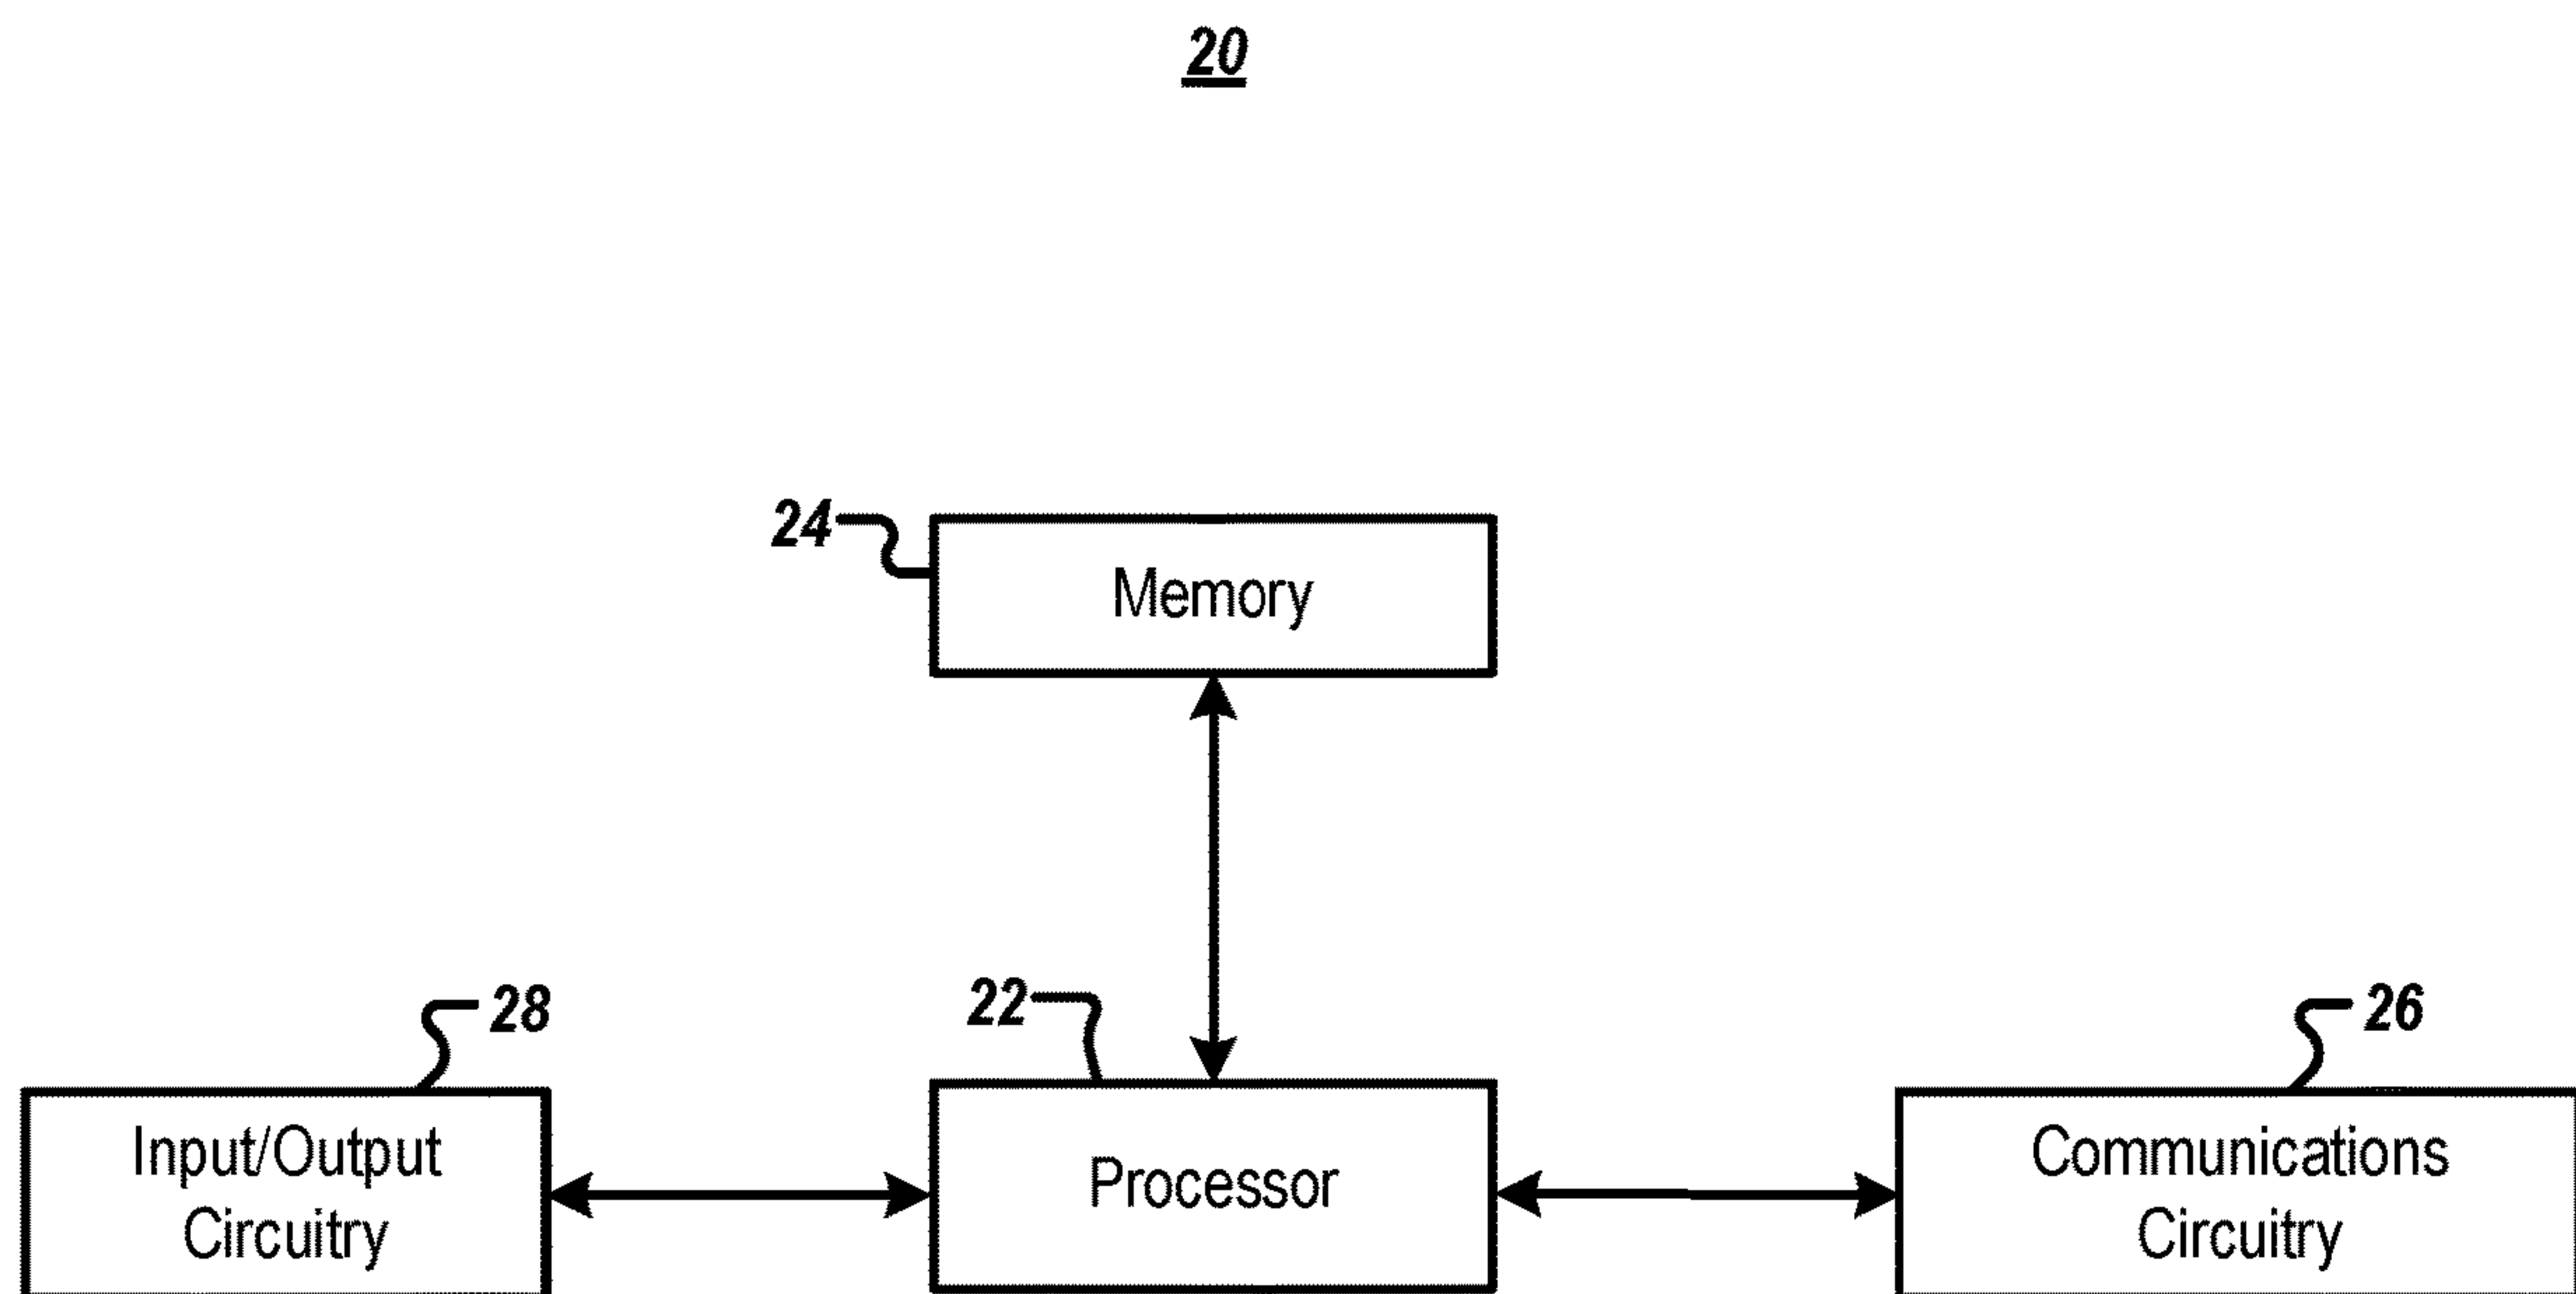 20
24
Memory
28
22
26
Input/Output
Circuitry
Processor
Communications
Circuitry